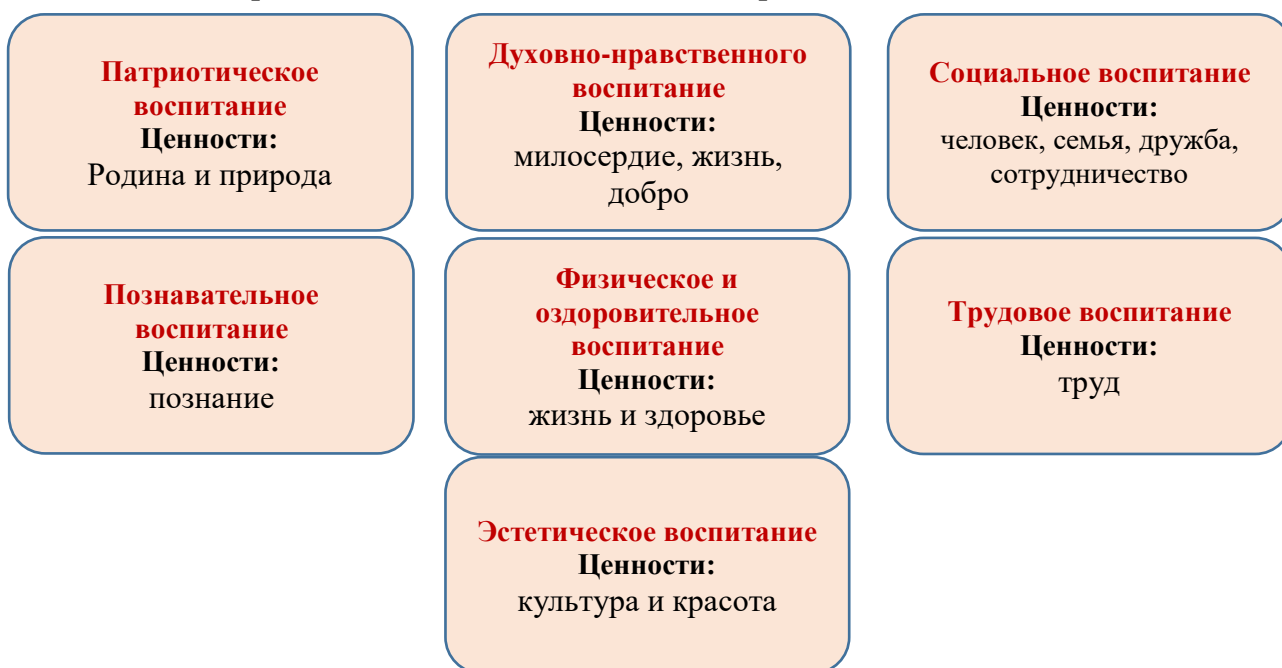 Патриотическое
воспитание
Ценности:
Родина и природа
Духовно-нравственного
воспитание
Ценности:
милосердие, жизнь,
добро
Социальное воспитание
Ценности:
человек, семья, дружба,
сотрудничество
Познавательное
воспитание
Ценности:
познание
Физическое и
оздоровительное
воспитание
Ценности:
жизнь и здоровье
Трудовое воспитание
Ценности:
труд
Эстетическое воспитание
Ценности:
культура и красота